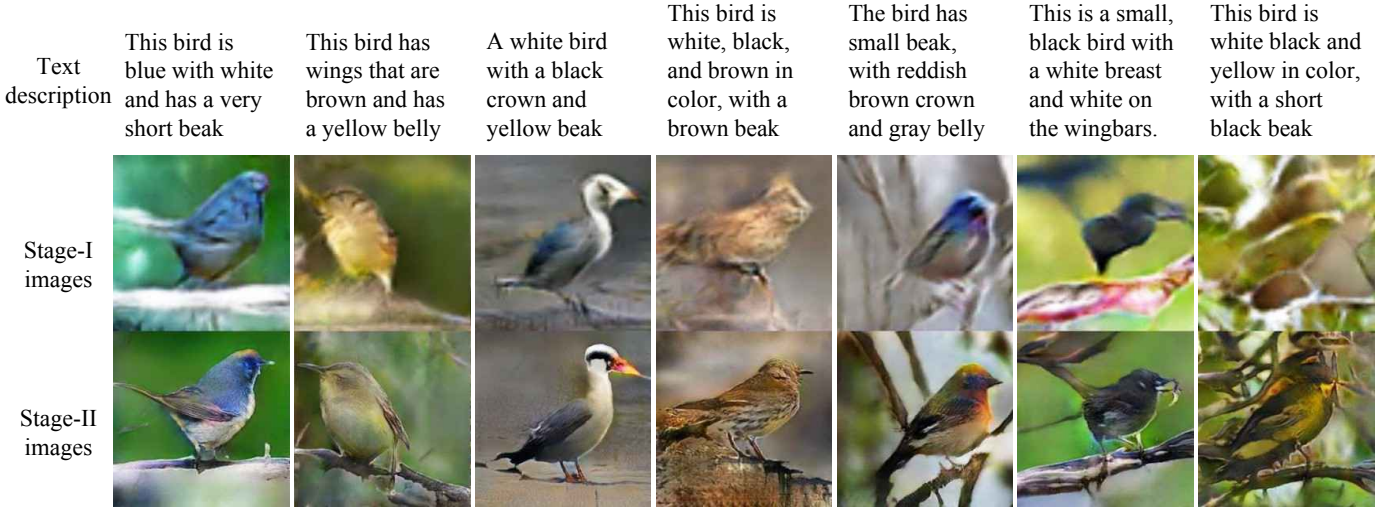 Text
description
This bird is
blue with white
and has a very
short beak
This bird has
wings that are
brown and has
a yellow belly
A white bird
with a black
crown and
yellow beak
This bird is
white, black,
and brown in
color, with a
brown beak
The bird has
small beak,
with reddish
brown crown
and gray belly
This is a small,
black bird with
a white breast
and white on
the wingbars.
This bird is
white black and
yellow in color,
with a short
black beak
Stage-I
images
Stage-II
images